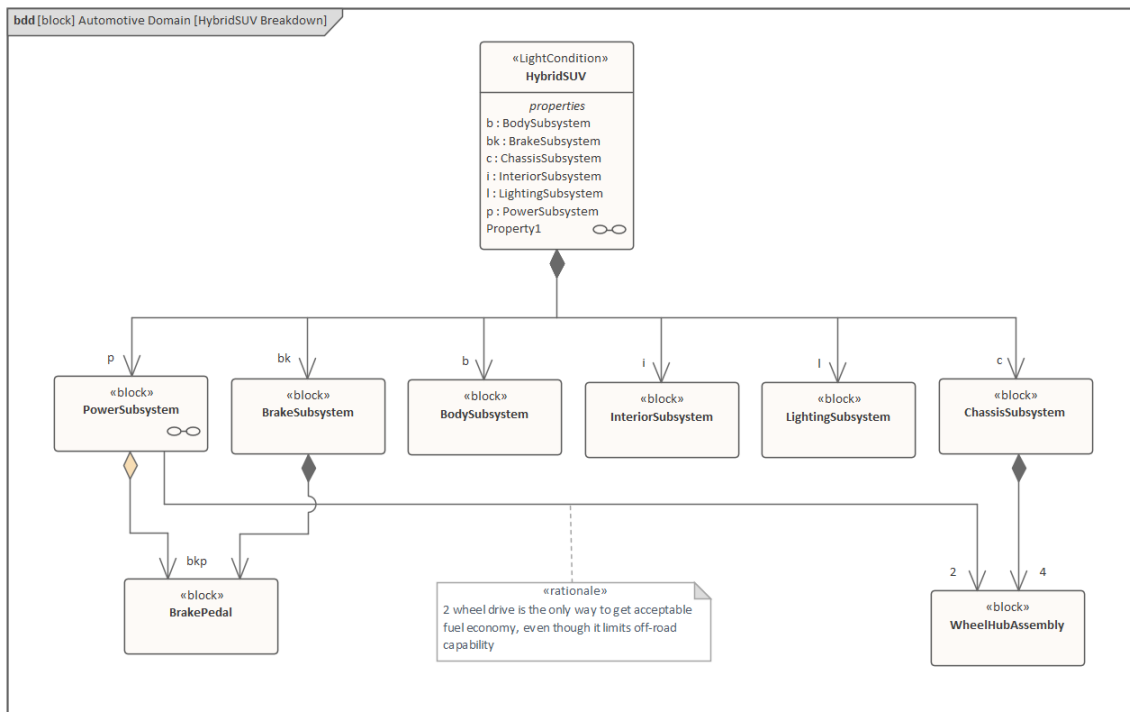 bdd [block] Automotive Domain [HybridSUV Breakdown]
«LightCondition»
HybridSUV
properties
b : BodySubsystem
bk : BrakeSubsystem
c : ChassisSubsystem
i : InteriorSubsystem
l : LightingSubsystem
p : PowerSubsystem
Property1
p
bk
b
i
l
c
«block»
PowerSubsystem
«block»
BrakeSubsystem
«block»
BodySubsystem
«block»
InteriorSubsystem
«block»
LightingSubsystem
«block»
ChassisSubsystem
bkp
2
4
«block»
BrakePedal
«rationale»
2 wheel drive is the only way to get acceptable
fuel economy, even though it limits off-road
capability
«block»
WheelHubAssembly